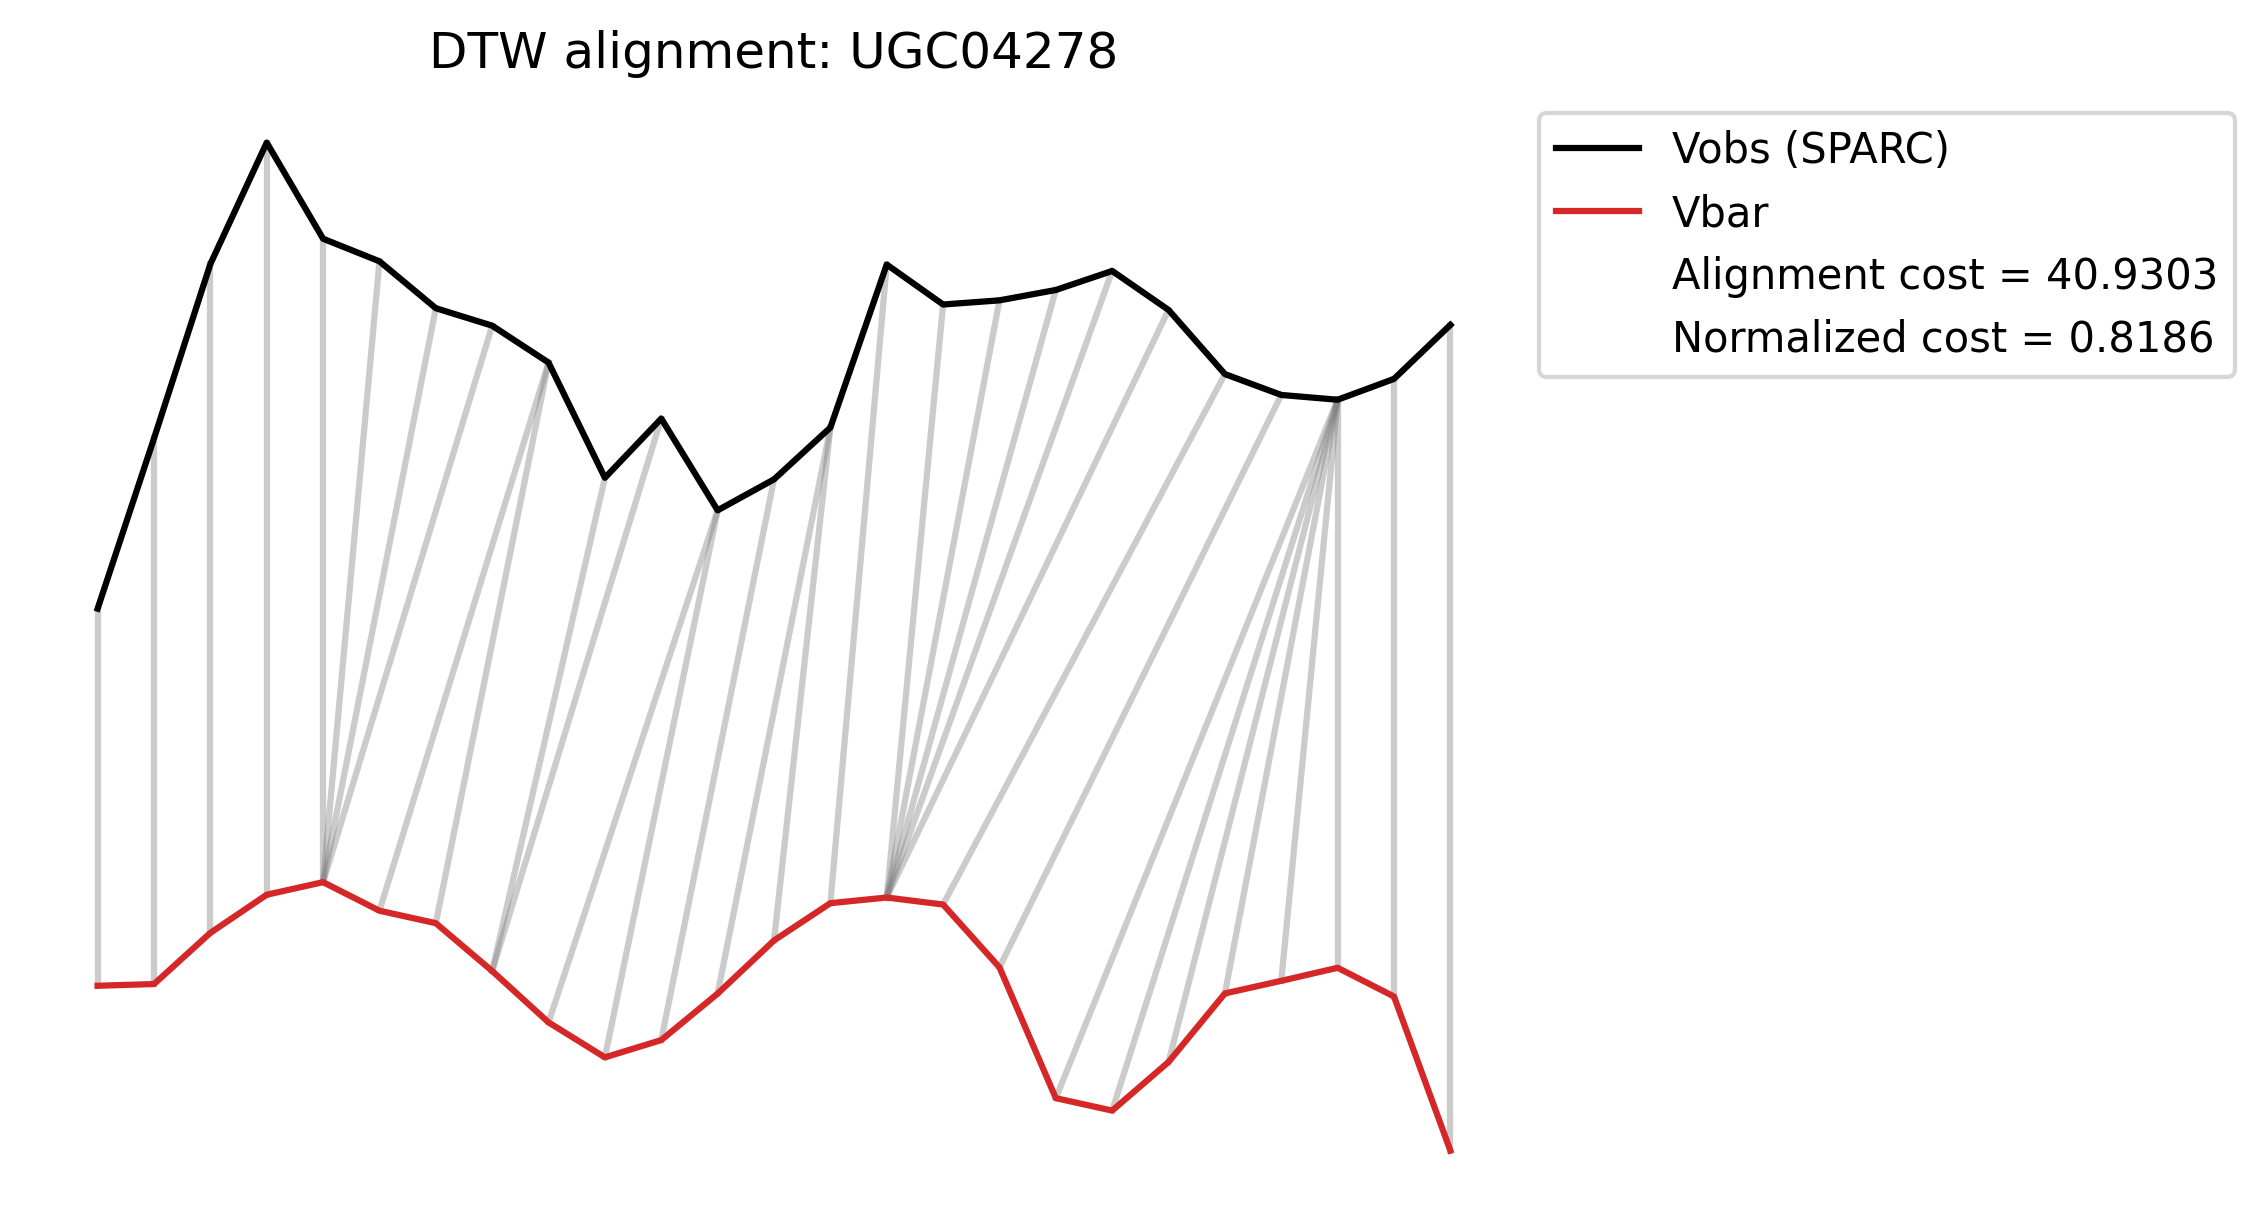 DTW alignment: UGC04278
Vobs (SPARC)
Vbar
Alignment cost = 40.9303
Normalized cost = 0.8186